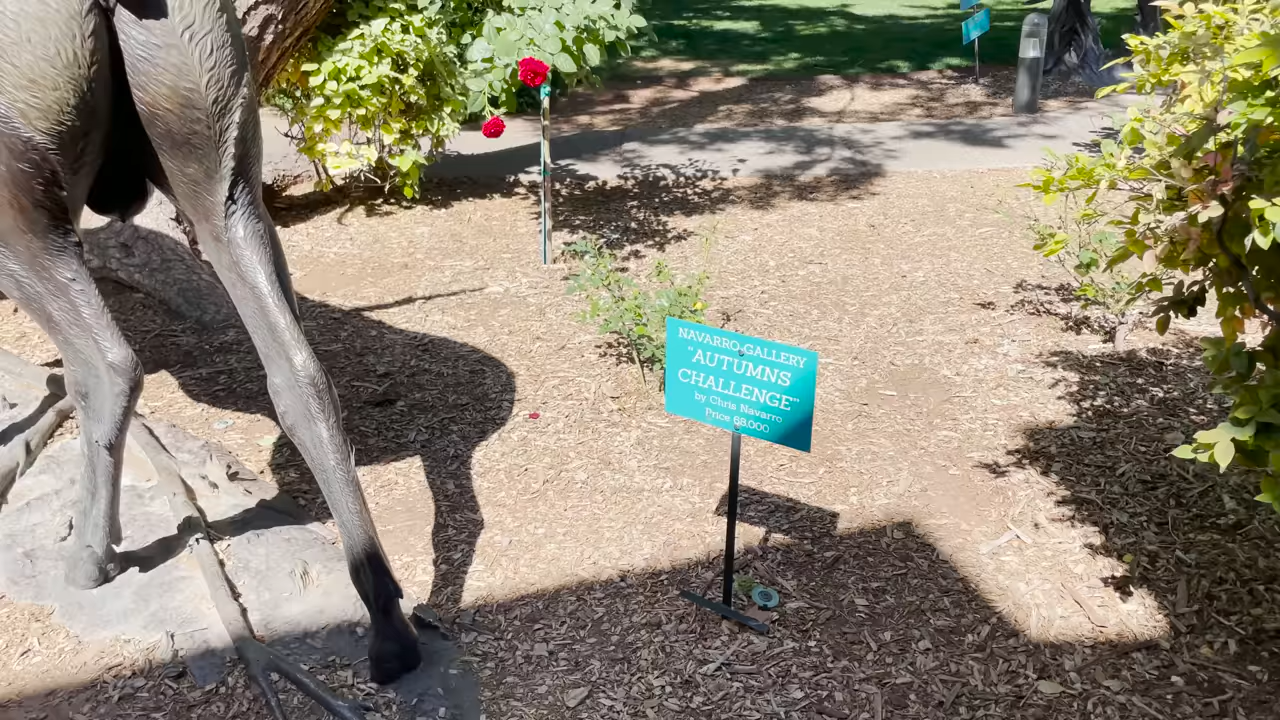 NAVARRO GALLERY
"AUTUMNS
CHALLENGE"
by Chris Navarro
Price 68,000